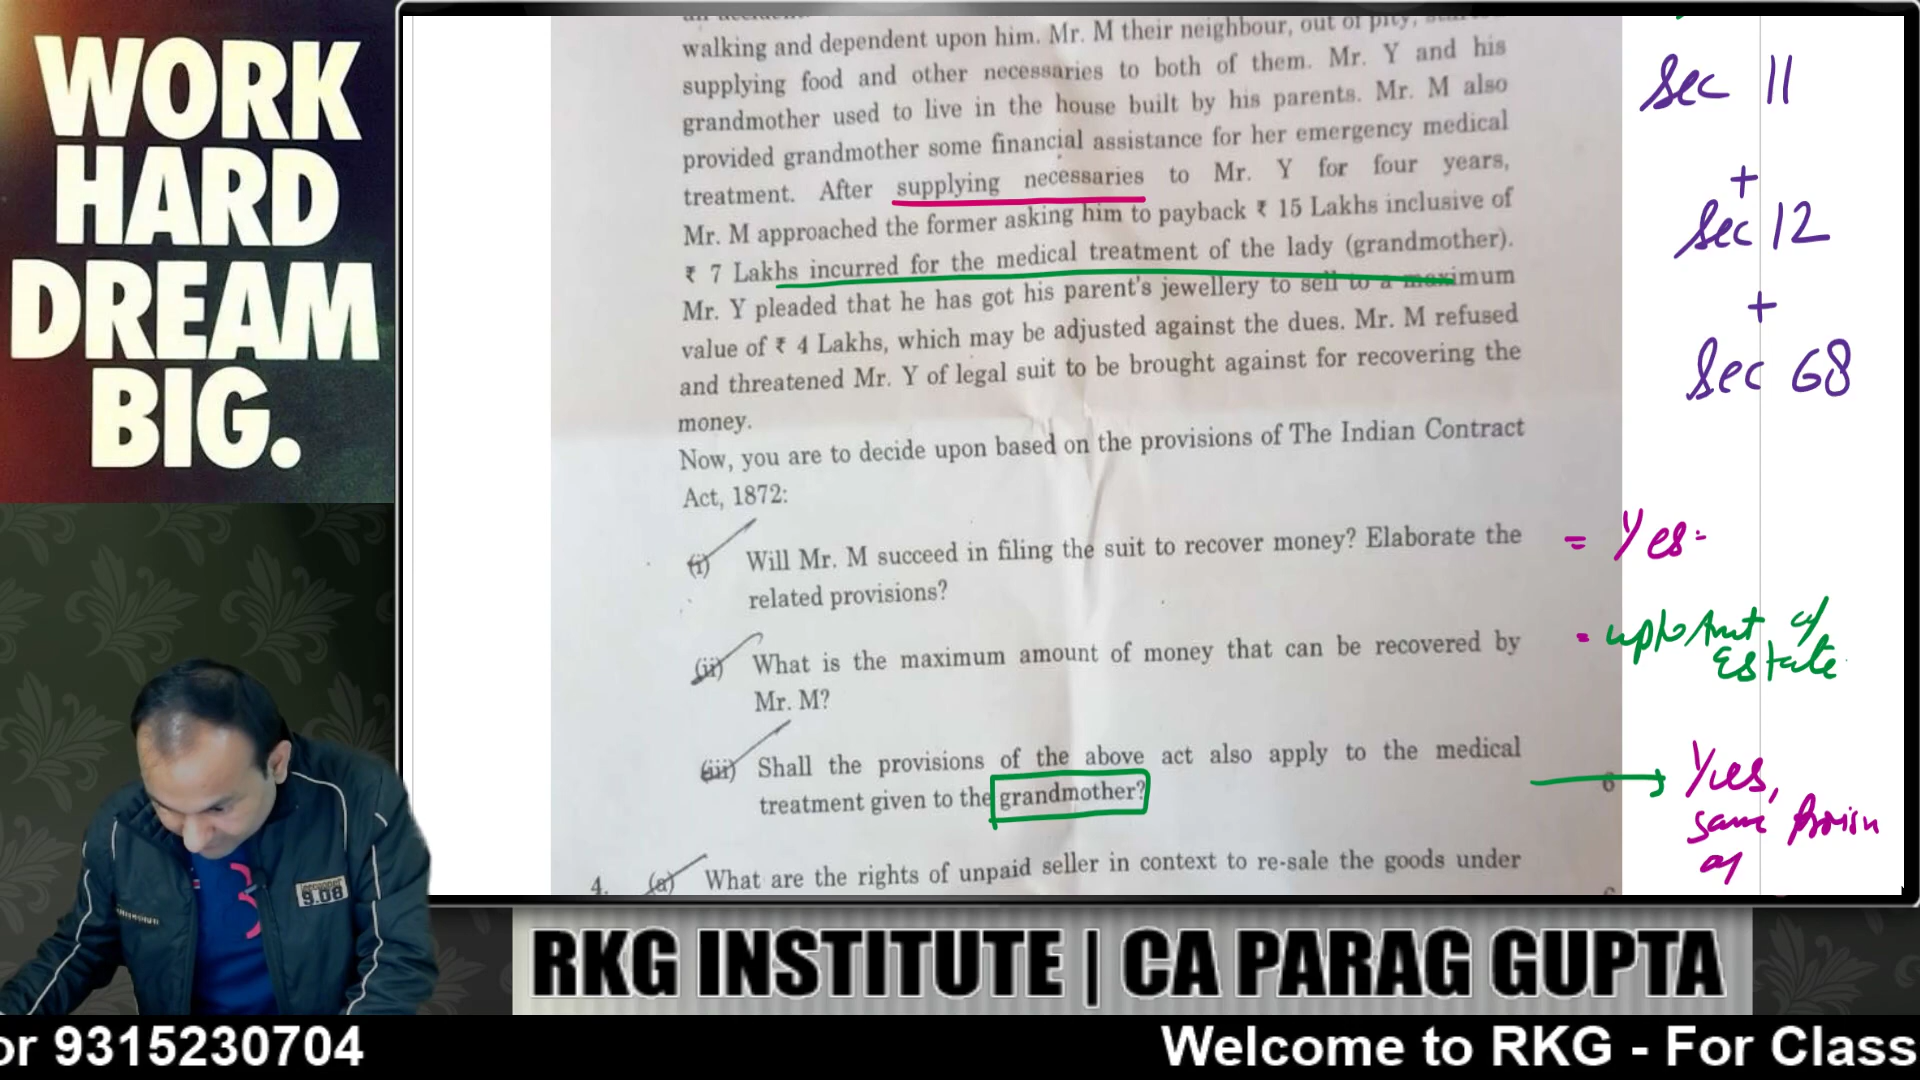 WORK
HARD
DREAM
BIG.
walking and dependent upon him. Mr. M their neighbour, out of pity,
supplying food and other necessaries to both of them. Mr. Y and his
grandmother used to live in the house built by his parents. Mr. M also
provided grandmother some financial assistance for her emergency medical
treatment. After supplying necessaries to Mr. Y for four years,
Mr. M approached the former asking him to payback ₹ 15 Lakhs inclusive of
₹ 7 Lakhs incurred for the medical treatment of the lady (grandmother).
Mr. Y pleaded that he has got his parent's jewellery to sell to a maximum
value of ₹ 4 Lakhs, which may be adjusted against the dues. Mr. M refused
and threatened Mr. Y of legal suit to be brought against for recovering the
money.
Now, you are to decide upon based on the provisions of The Indian Contract
Act, 1872:
(i) Will Mr. M succeed in filing the suit to recover money? Elaborate the
related provisions?
(ii) What is the maximum amount of money that can be recovered by
Mr. M?
(iii) Shall the provisions of the above act also apply to the medical
treatment given to the grandmother? 6
4. (a) What are the rights of unpaid seller in context to re-sale the goods under
Sec 11
+
Sec 12
+
Sec 68
= Yes
= upto Amt of
Estate
Yes,
same
of
9.08
RKG INSTITUTE | CA PARAG GUPTA
or 9315230704
Welcome to RKG - For Class